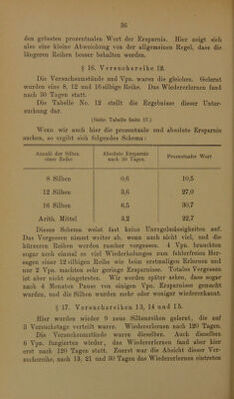 36
den grössten prozentualen Wert der Ersparnis. Hier zeigt sich
also eine kleine Abweichung von der allgemeinen Regel, dass die
längeren Reihen besser behalten werden.
§ 16. Versuchsreihe 12.
Die Versuchsumstände und Vpn. waren die gleichen. Gelernt
wurden eine 8, 12 und 16silbige Reihe. Das Wiedererlernen fand
nach 30 Tagen statt.
Die Tabelle No. 12 stellt die Ergebnisse dieser Unter-
suchung dar.
(Siehe Tabelle Seite 37.)
Wenn wir auch hier die prozentuale und absolute Ersparnis
suchen, so ergibt sich folgendes Schema:
Anzahl der Silben einer Reihe | Absolute Ersparnis nach 30 Tagen | Prozentualer Wert
8 Silben 0,6 10,5
12 Silben 3,6 27,0
16 Silben 6,5 30,7
Arith. Mittel 3,2 22,7
Dieses Schema weist fast keine Unregelmässigkeiten auf.
Das Vergessen nimmt weiter ab, wenn auch nicht viel, und die
kürzeren Reihen werden rascher vergessen. 4 Vpn. brauchten
sogar noch einmal so viel Wiederholungen zum fehlerfreien Her-
sagen einer 12 silbigen Reihe wie beim erstmaligen Erlernen und
nur 2 Vpn. machten sehr geringe Ersparnisse. Totales Vergessen
ist aber nicht eingetreten. Wir werden später sehen, dass sogar
nach 4 Monaten Pause von einigen Vpn. Ersparnisse gemacht
wurden, und die Silben wurden mehr oder weniger wiedererkannt.
§ 17. Versuchsreihen 13, 14 und 15.
Hier wurden wieder 9 neue Silbenreihen gelernt, die auf
3 Versuchstage verteilt waren. Wiedererlernen nach 120 Tagen.
Die Versuchsumstände waren dieselben. Auch dieselben
6 Vpn. fungierten wieder, das Wiedererlernen fand aber hier
erst nach 120 Tagen statt. Zuerst war die Absicht dieser Ver-
suchsreihe, nach 13, 21 und 30 Tagen das Wiedererlernen eintreten